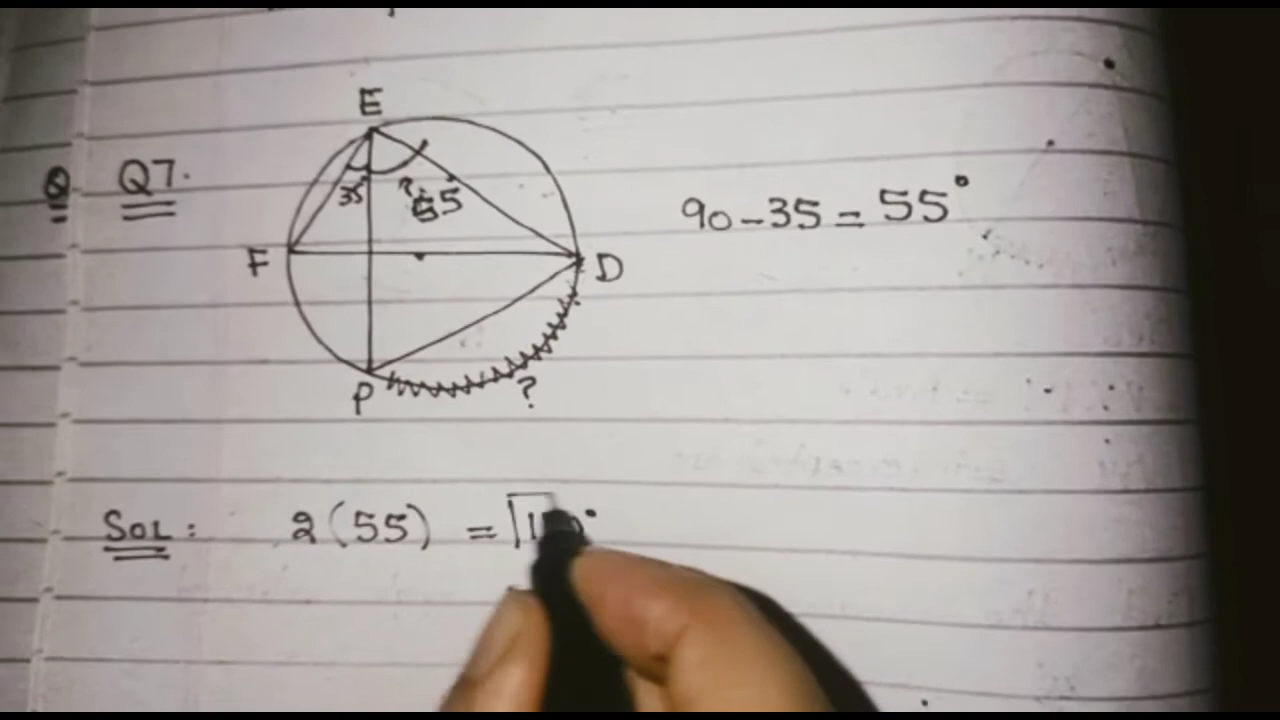 E
Q Q7.
35° ? 55
90-35 = 55°
F D
P ?
SOL: 2(55) =